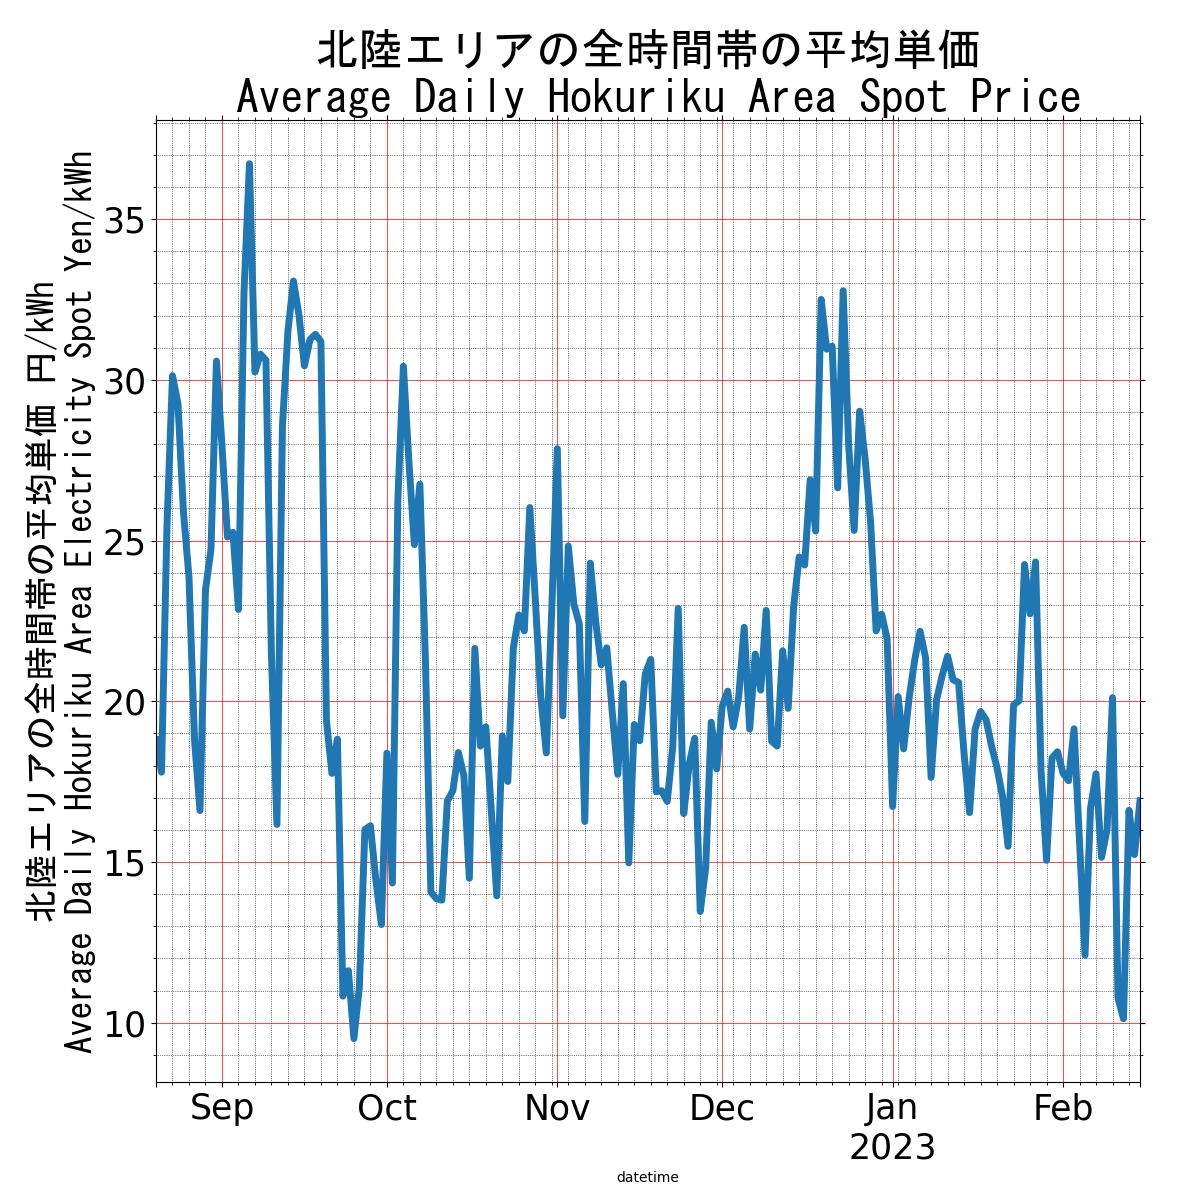 北陸エリアの全時間帯の平均単価
Average Daily Hokuriku Area Spot Price
北陸エリアの全時間帯の平均単価 円/kWh
Average Daily Hokuriku Area Electricity Spot Yen/kWh
35
30
25
20
15
10
Sep Oct Nov Dec Jan Feb
2023
datetime